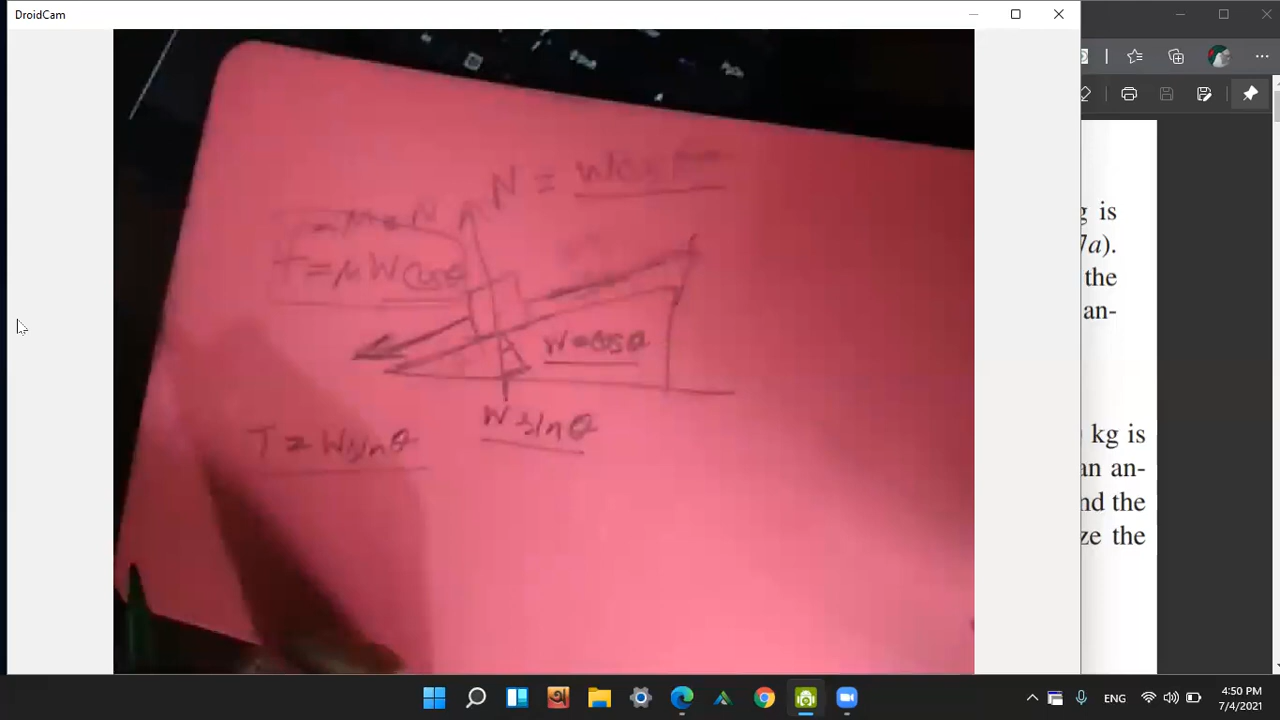 DroidCam
N =
T = μ W cosθ
W = cosθ
W sinθ
T = W sinθ
g is
7a).
the
an-
kg is
an an-
nd the
ze the
ENG
4:50 PM
7/4/2021